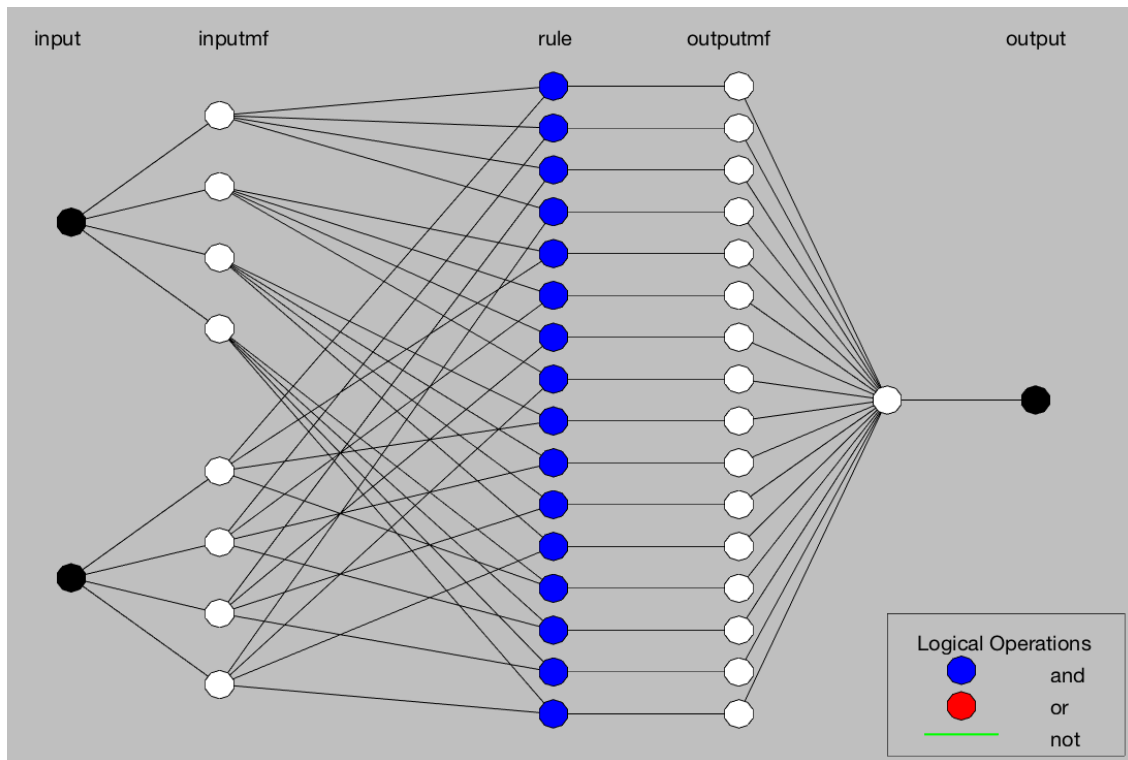 input inputmf rule outputmf output
Logical Operations
and
or
not